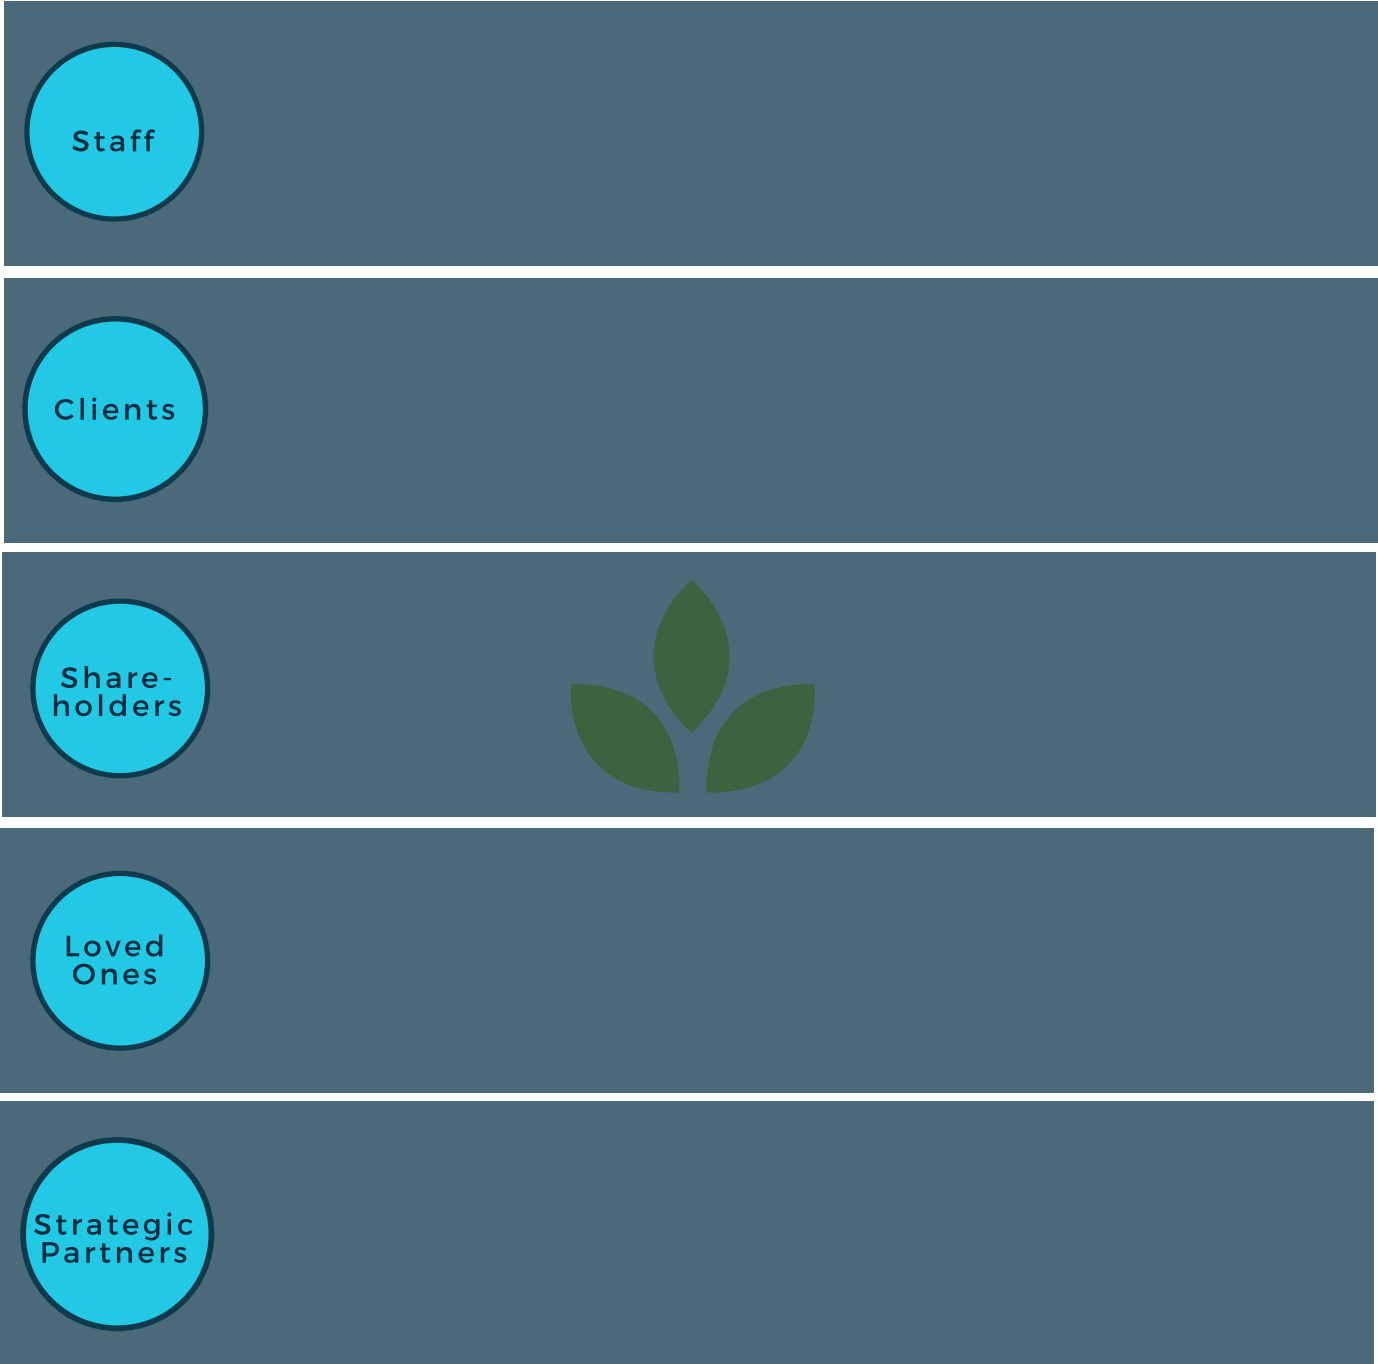 Staff
Clients
Share-
holders
Loved
Ones
Strategic
Partners